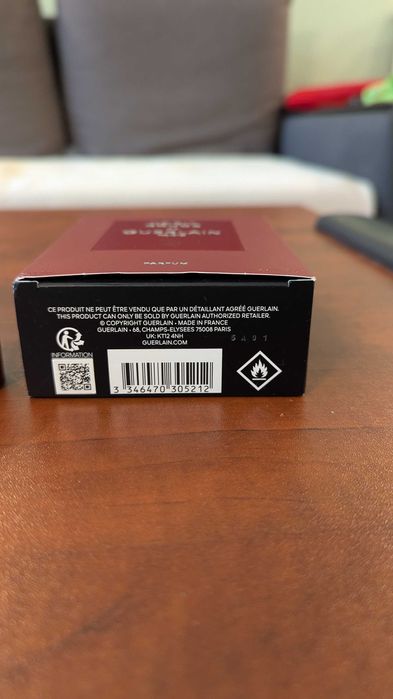 GUERLAIN
PARFUM
CE PRODUIT NE PEUT ÊTRE VENDU QUE PAR UN DÉTAILLANT AGRÉÉ GUERLAIN.
THIS PRODUCT CAN ONLY BE SOLD BY GUERLAIN AUTHORIZED RETAILER.
© COPYRIGHT GUERLAIN - MADE IN FRANCE
GUERLAIN - 68, CHAMPS-ELYSEES 75008 PARIS
UK: KT12 4NH
GUERLAIN.COM
INFORMATION
3 346470 305212